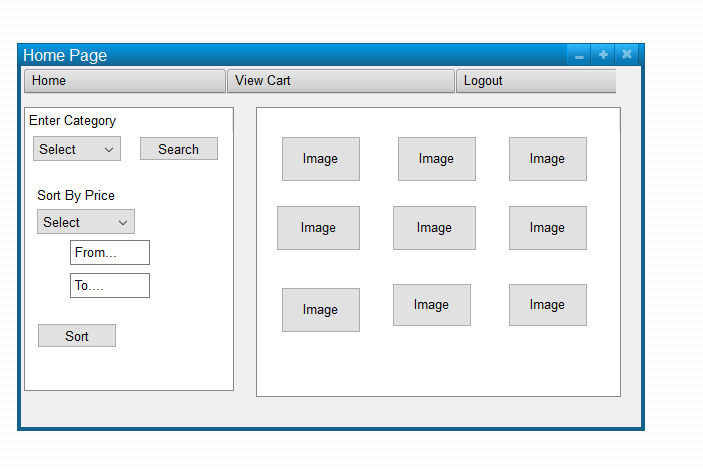 Home Page
Home View Cart Logout
Enter Category
Select Search
Sort By Price
Select
From...
To....
Sort
Image Image Image
Image Image Image
Image Image Image